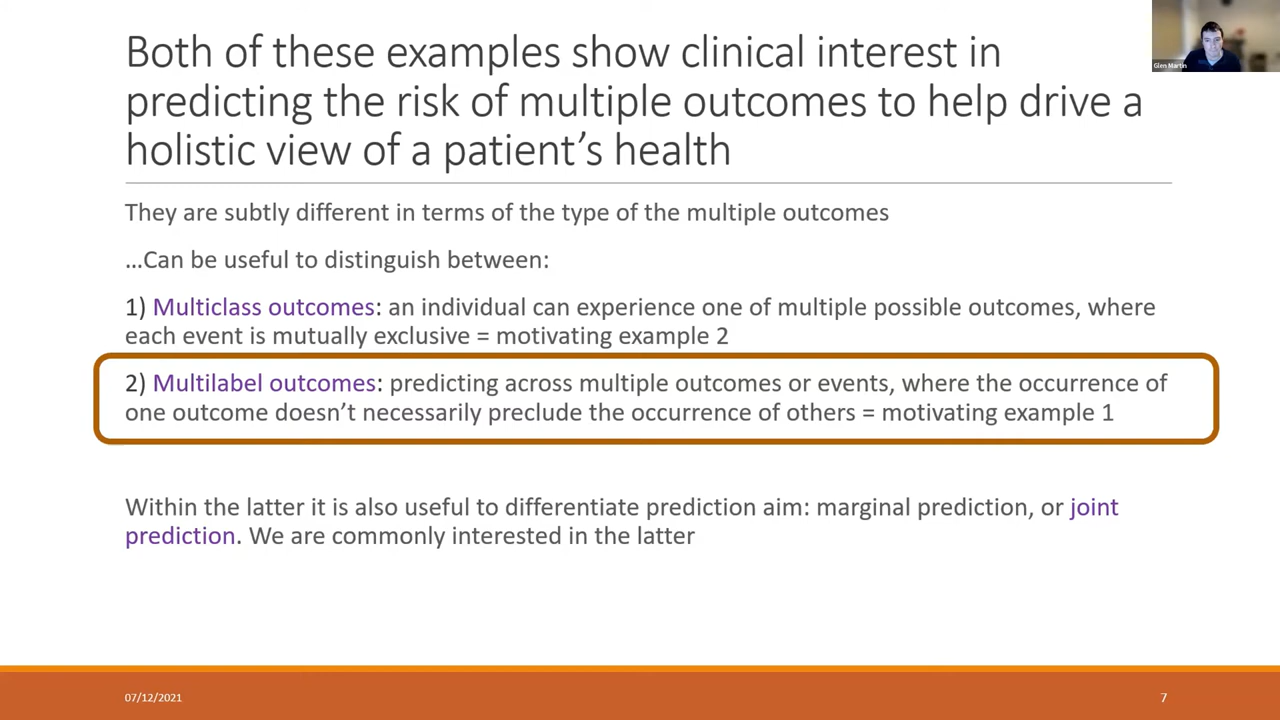 Both of these examples show clinical interest in
predicting the risk of multiple outcomes to help drive a
holistic view of a patient’s health
Glen Martin
They are subtly different in terms of the type of the multiple outcomes
…Can be useful to distinguish between:
1) Multiclass outcomes: an individual can experience one of multiple possible outcomes, where
each event is mutually exclusive = motivating example 2
2) Multilabel outcomes: predicting across multiple outcomes or events, where the occurrence of
one outcome doesn’t necessarily preclude the occurrence of others = motivating example 1
Within the latter it is also useful to differentiate prediction aim: marginal prediction, or joint
prediction. We are commonly interested in the latter
07/12/2021
7